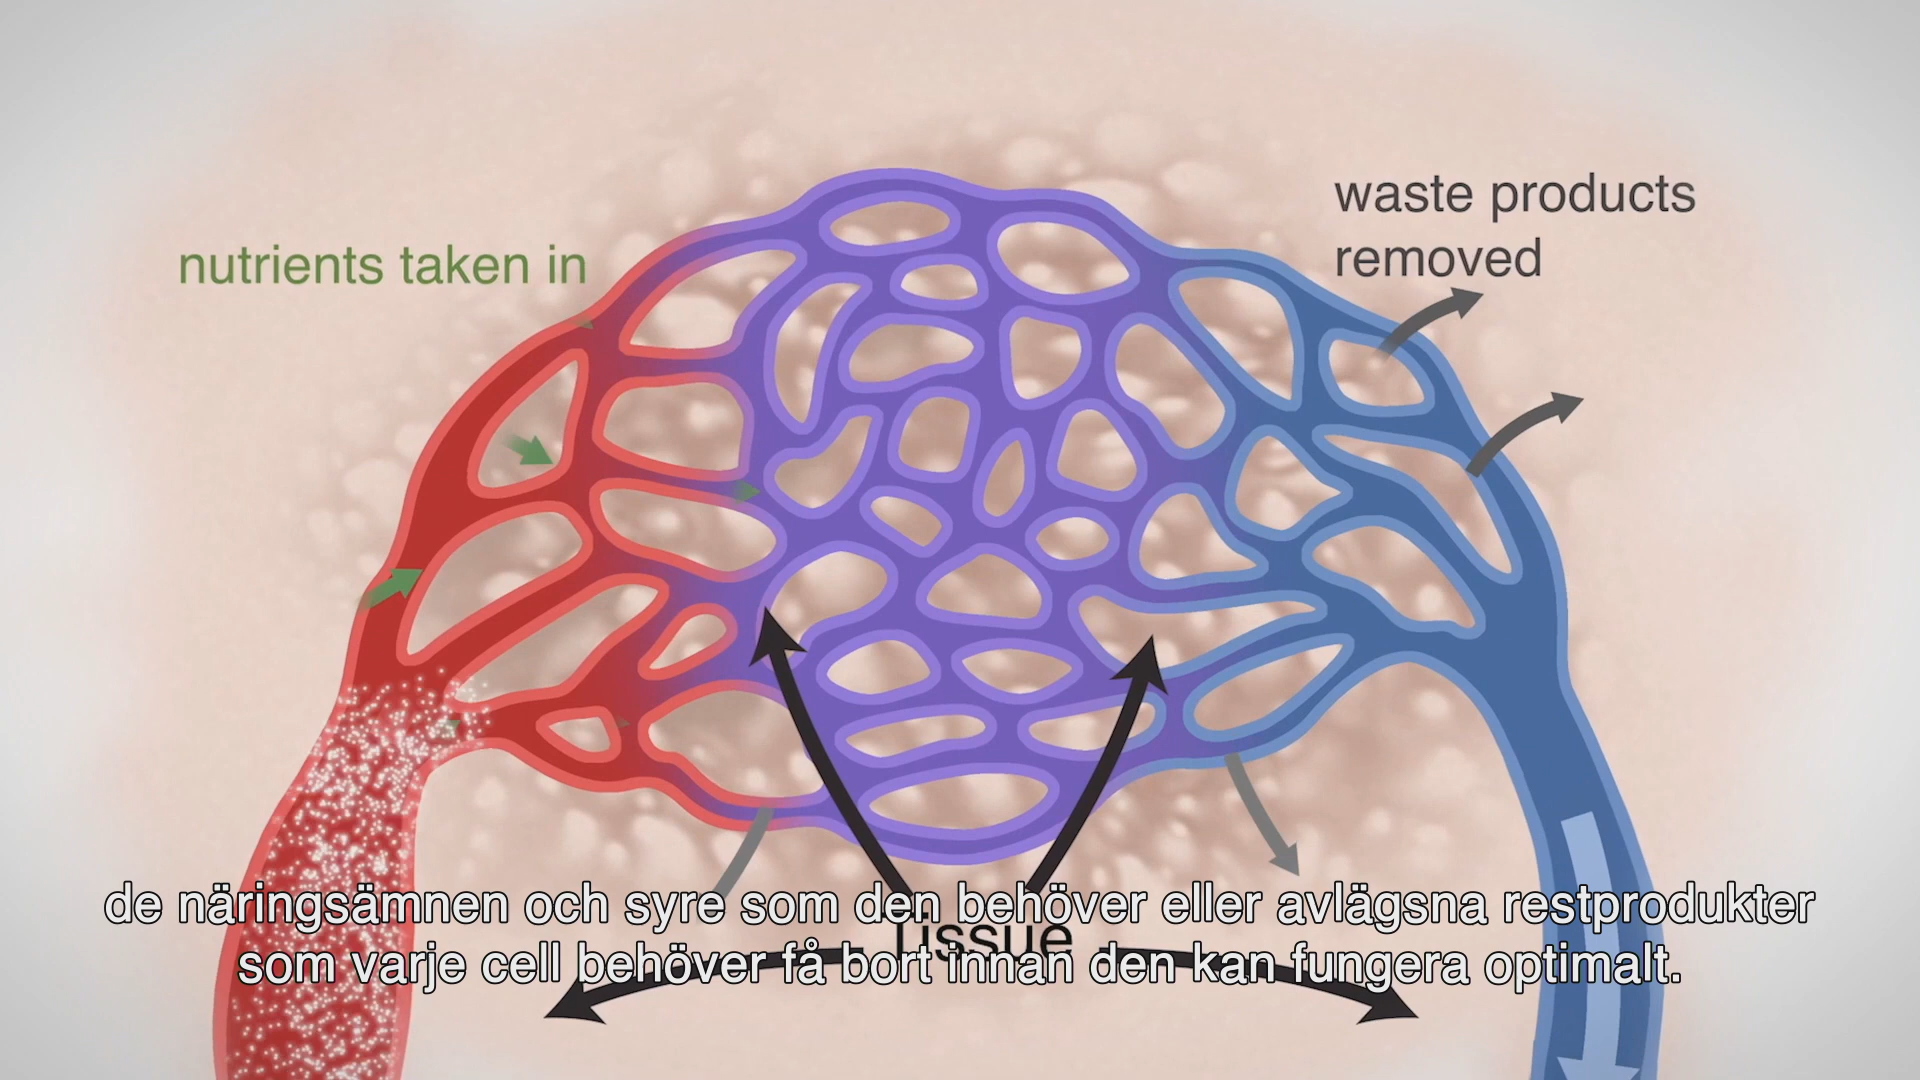 nutrients taken in
waste products
removed
Tissue
de näringsämnen och syre som den behöver eller avlägsna restprodukter
som varje cell behöver få bort innan den kan fungera optimalt.